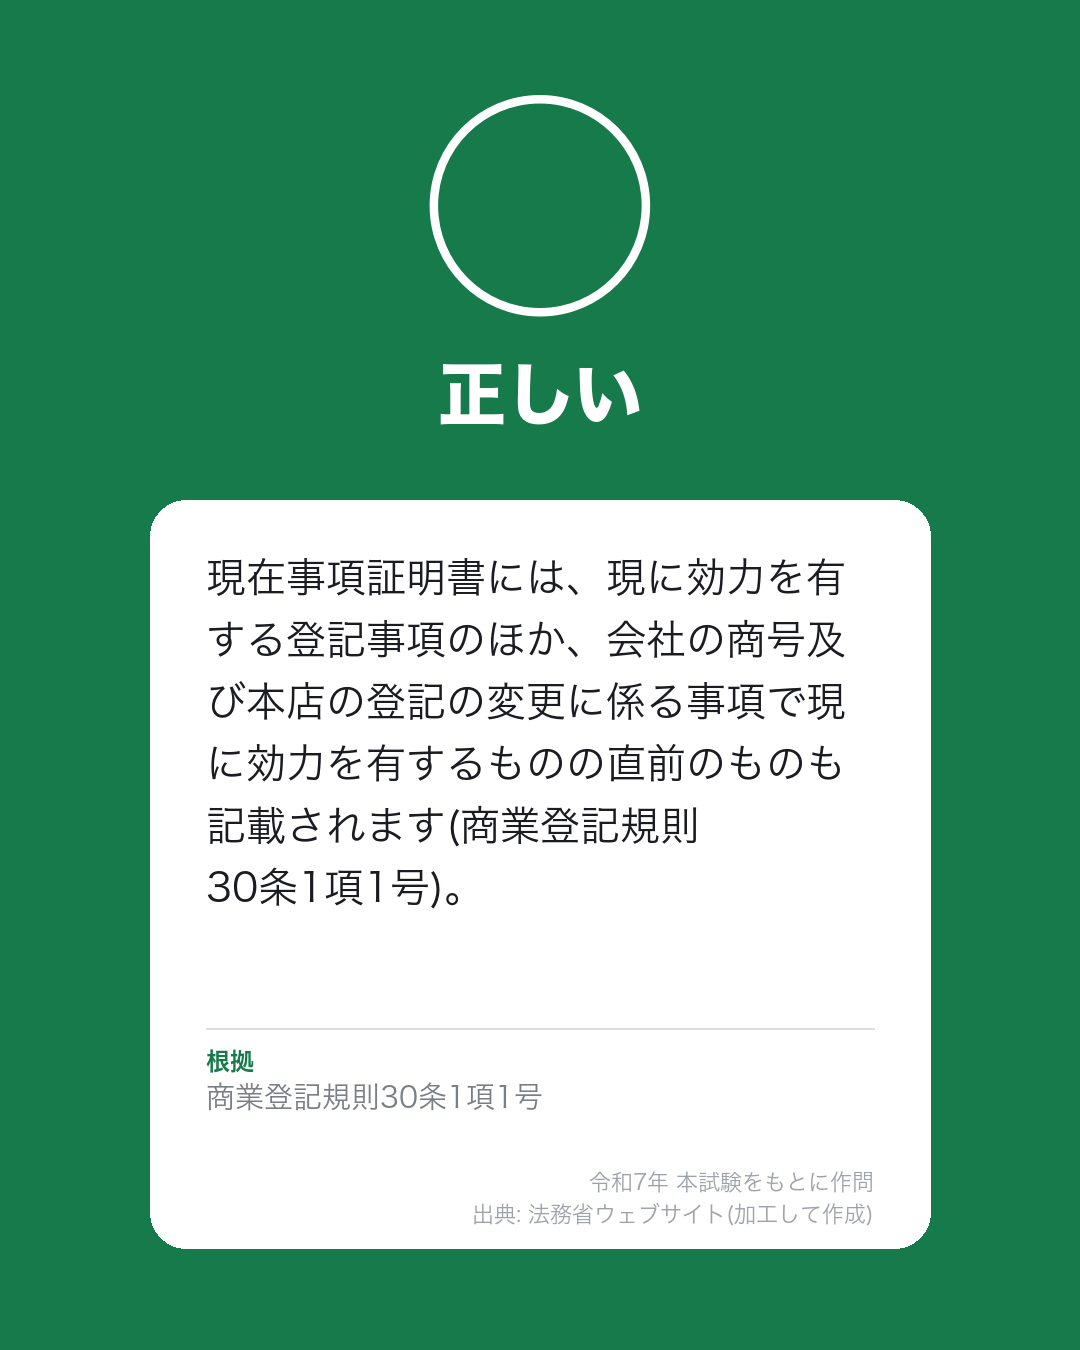 正しい
現在事項証明書には、現に効力を有
する登記事項のほか、会社の商号及
び本店の登記の変更に係る事項で現
に効力を有するものの直前のものも
記載されます(商業登記規則
30条1項1号)。
根拠
商業登記規則30条1項1号
令和7年 本試験をもとに作問
出典: 法務省ウェブサイト(加工して作成)